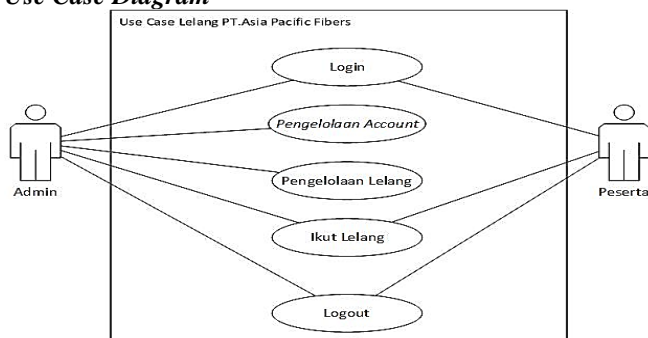 Use Case Diagram
Use Case Lelang PT.Asia Pacific Fibers
Login
Pengelolaan Account
Pengelolaan Lelang
Ikut Lelang
Logout
Admin
Peserta